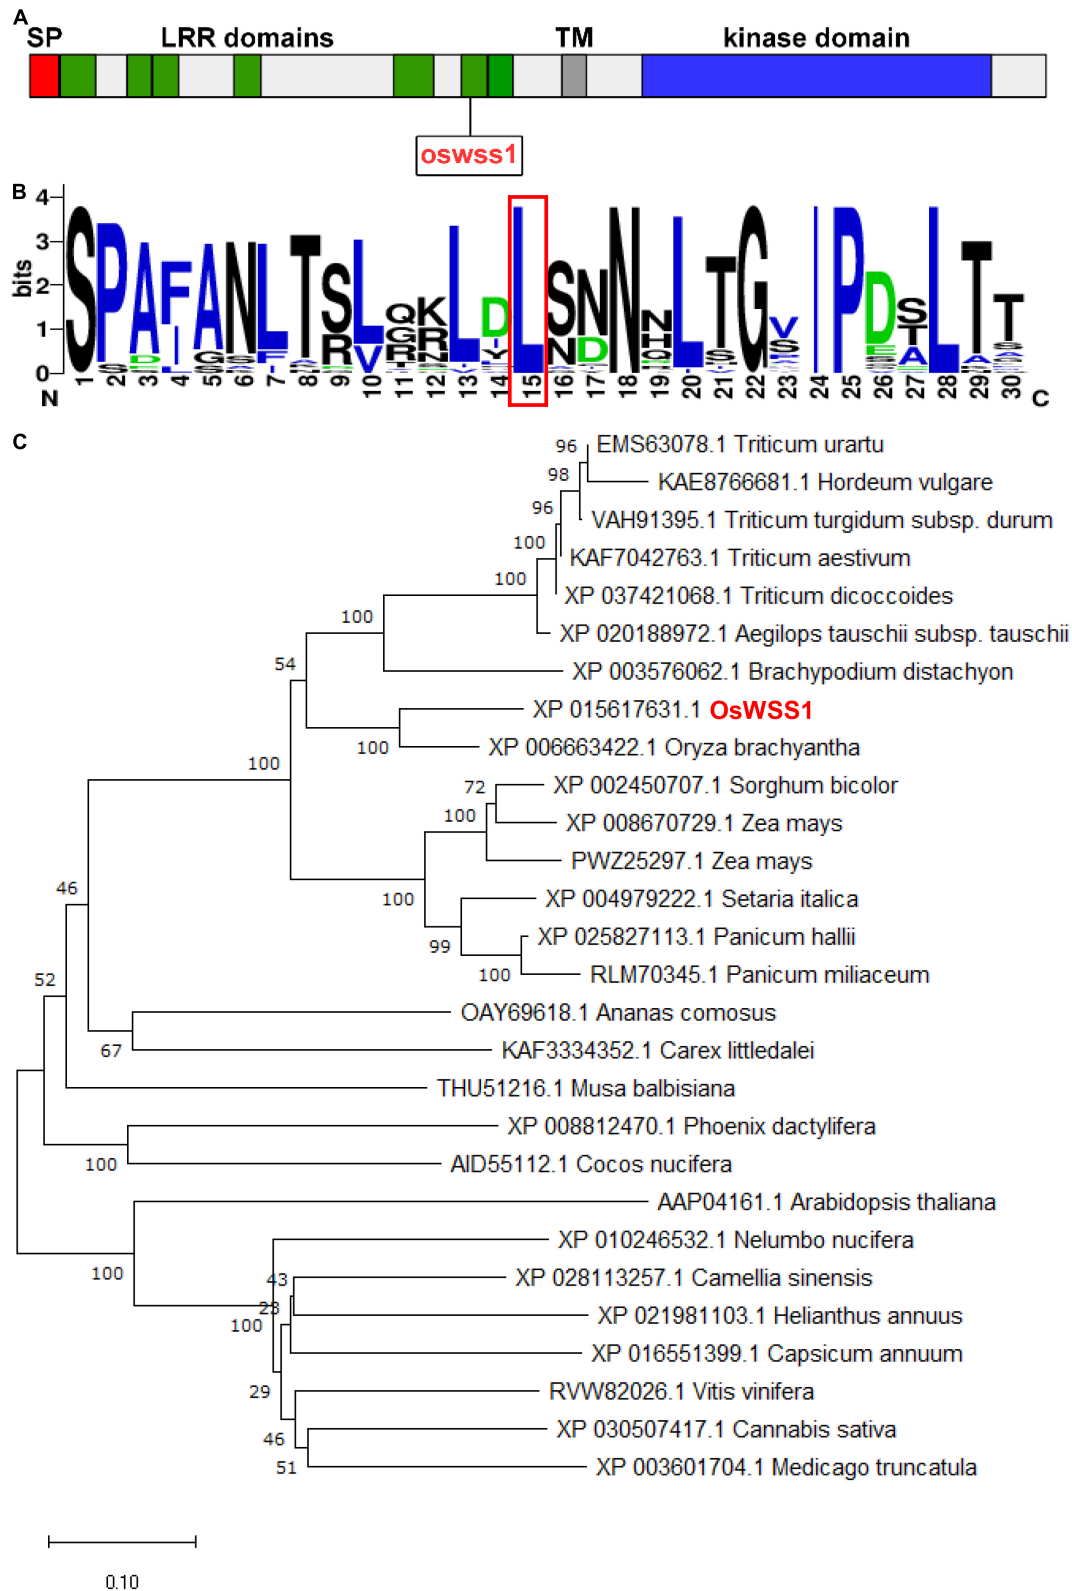 A
SP LRR domains TM kinase domain
oswss1
B
4
3
2
1
0
bits
SPAFANLTSLQKLDLSNNNLTGVIPDSLTT
1 2 3 4 5 6 7 8 9 10 11 12 13 14 15 16 17 18 19 20 21 22 23 24 25 26 27 28 29 30
N C
C
96 EMS63078.1 Triticum urartu
98 KAE8766681.1 Hordeum vulgare
96 VAH91395.1 Triticum turgidum subsp. durum
100 KAF7042763.1 Triticum aestivum
100 XP 037421068.1 Triticum dicoccoides
100 XP 020188972.1 Aegilops tauschii subsp. tauschii
54 XP 003576062.1 Brachypodium distachyon
XP 015617631.1 OsWSS1
100 XP 006663422.1 Oryza brachyantha
100
72 XP 002450707.1 Sorghum bicolor
100 XP 008670729.1 Zea mays
PWZ25297.1 Zea mays
100 XP 004979222.1 Setaria italica
46
99 XP 025827113.1 Panicum hallii
100 RLM70345.1 Panicum miliaceum
52
OAY69618.1 Ananas comosus
67 KAF3334352.1 Carex littledalei
THU51216.1 Musa balbisiana
XP 008812470.1 Phoenix dactylifera
100 AID55112.1 Cocos nucifera
AAP04161.1 Arabidopsis thaliana
XP 010246532.1 Nelumbo nucifera
100
43 XP 028113257.1 Camellia sinensis
23
100 XP 021981103.1 Helianthus annuus
XP 016551399.1 Capsicum annuum
29 RVW82026.1 Vitis vinifera
46 XP 030507417.1 Cannabis sativa
51 XP 003601704.1 Medicago truncatula
0.10